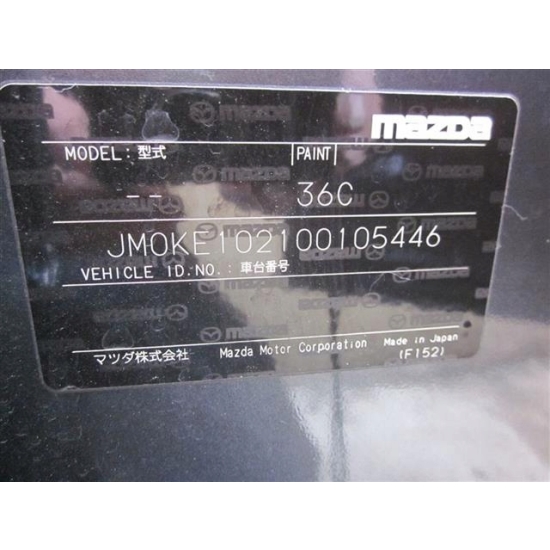 mazda
MODEL: 型式 PAINT
-- 36C
JM0KE102100105446
VEHICLE ID.NO.: 車台番号
マツダ株式会社 Mazda Motor Corporation Made in Japan
(F152)